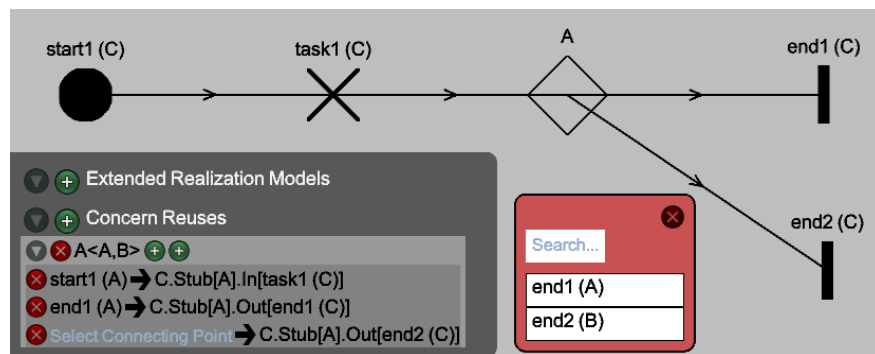 start1 (C)
task1 (C)
A
end1 (C)
end2 (C)
Extended Realization Models
Concern Reuses
A<A,B>
start1 (A)➔C.Stub[A].In[task1 (C)]
end1 (A)➔C.Stub[A].Out[end1 (C)]
Select Connecting Point➔C.Stub[A].Out[end2 (C)]
Search...
end1 (A)
end2 (B)